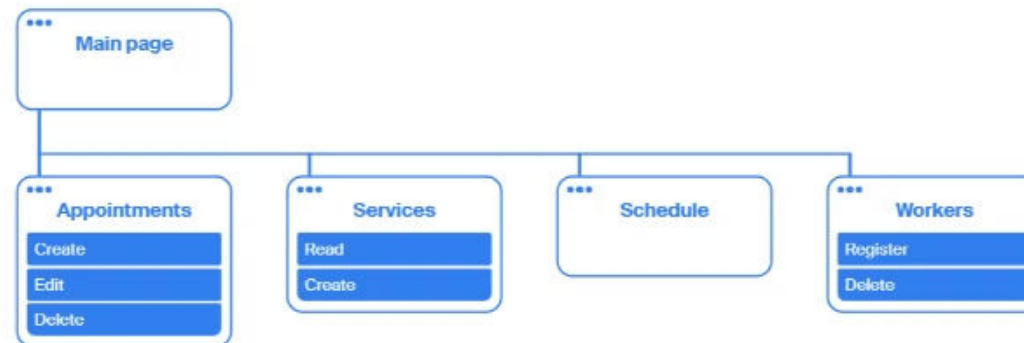 Main page
Appointments
Create
Edit
Delete
Services
Read
Create
Schedule
Workers
Register
Delete